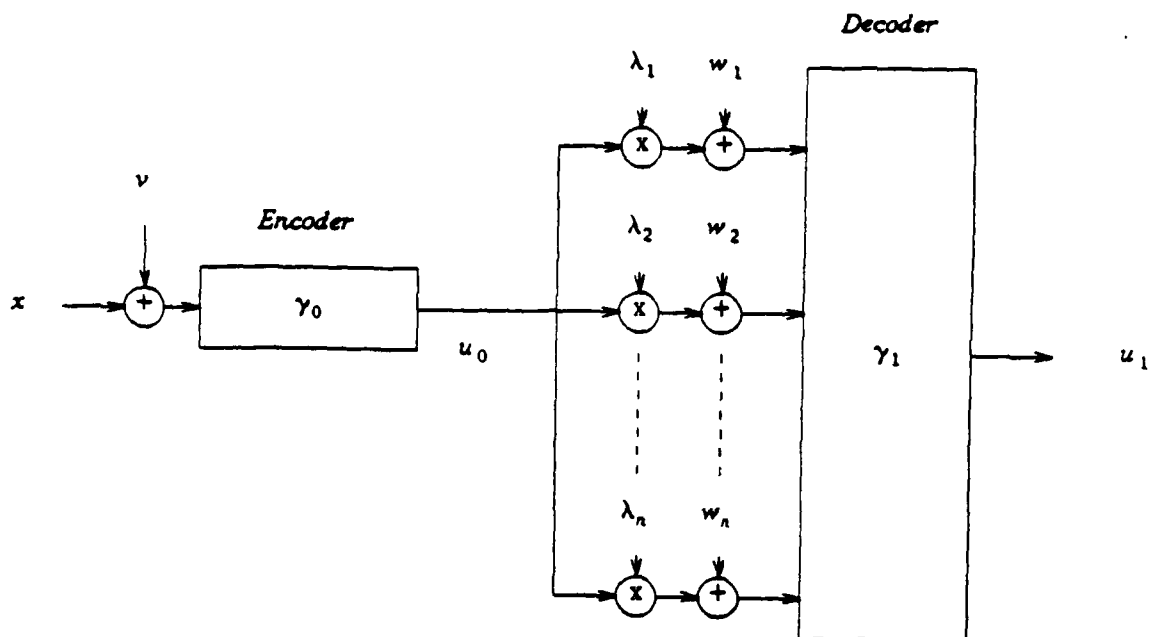 Decoder
λ₁ w₁
x x +
ν
Encoder
λ₂ w₂
x + γ₀ x +
u₀ γ₁ u₁
λₙ wₙ
x +